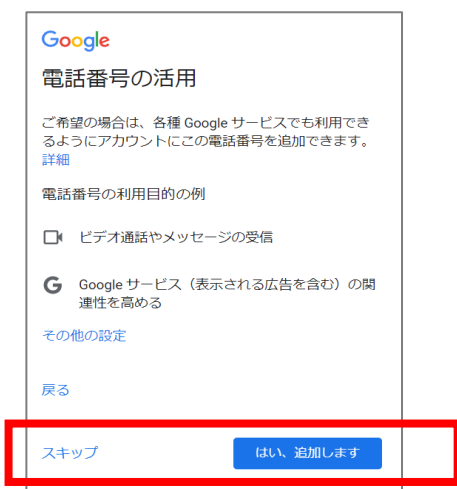 Google
電話番号の活用
ご希望の場合は、各種 Google サービスでも利用でき
るようにアカウントにこの電話番号を追加できます。
詳細
電話番号の利用目的の例
ビデオ通話やメッセージの受信
G Google サービス（表示される広告を含む）の関
連性を高める
その他の設定
戻る
スキップ はい、追加します